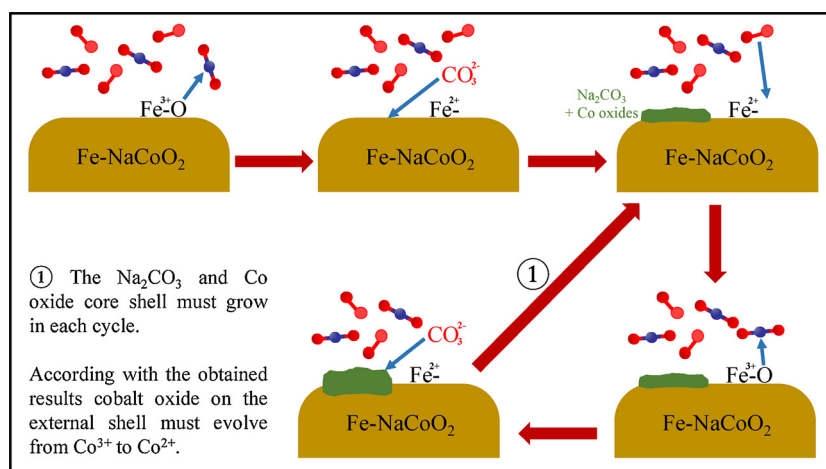 Fe³⁺-O
Fe-NaCoO₂
CO₃²⁻
Fe²⁺-
Fe-NaCoO₂
Na₂CO₃
+ Co oxides
Fe²⁺-
Fe-NaCoO₂
① The Na₂CO₃ and Co
oxide core shell must grow
in each cycle.
According with the obtained
results cobalt oxide on the
external shell must evolve
from Co³⁺ to Co²⁺.
①
CO₃²⁻
Fe²⁺-
Fe-NaCoO₂
Fe³⁺-O
Fe-NaCoO₂